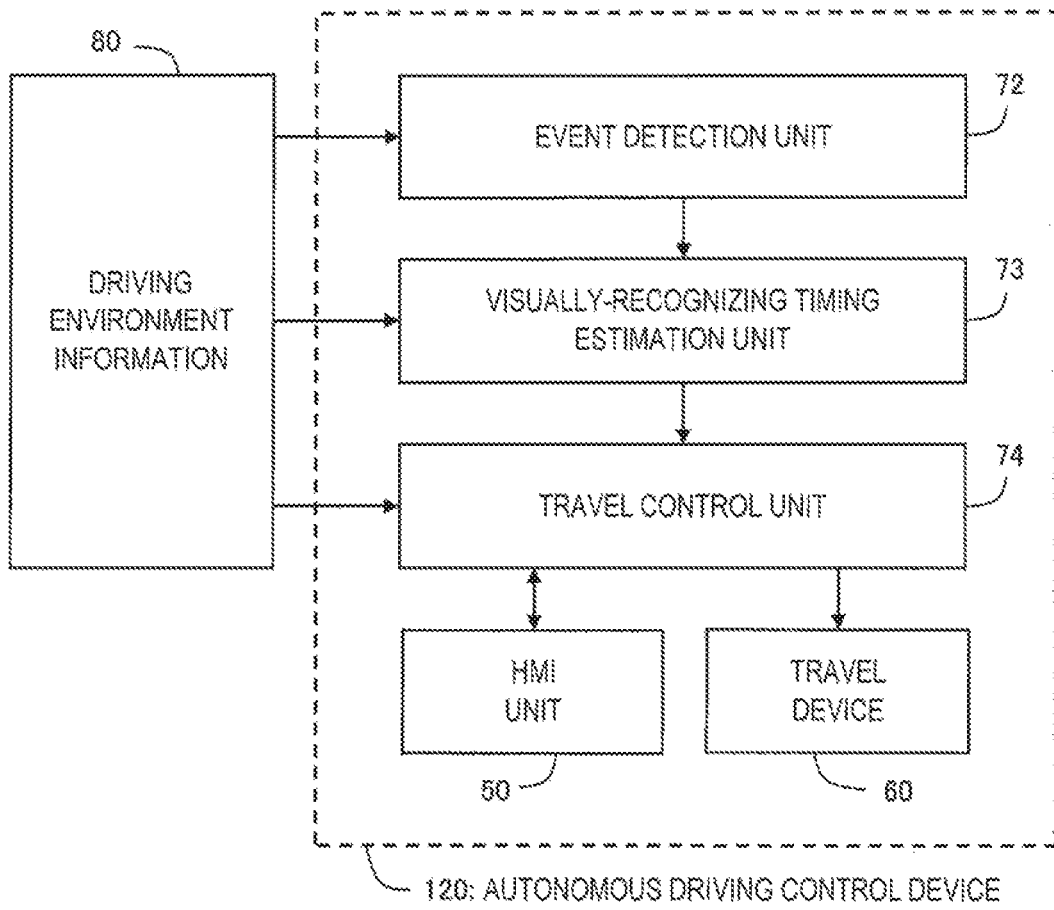 80
72
EVENT DETECTION UNIT
DRIVING
ENVIRONMENT
INFORMATION
73
VISUALLY-RECOGNIZING TIMING
ESTIMATION UNIT
74
TRAVEL CONTROL UNIT
HMI
UNIT
TRAVEL
DEVICE
50
60
120: AUTONOMOUS DRIVING CONTROL DEVICE